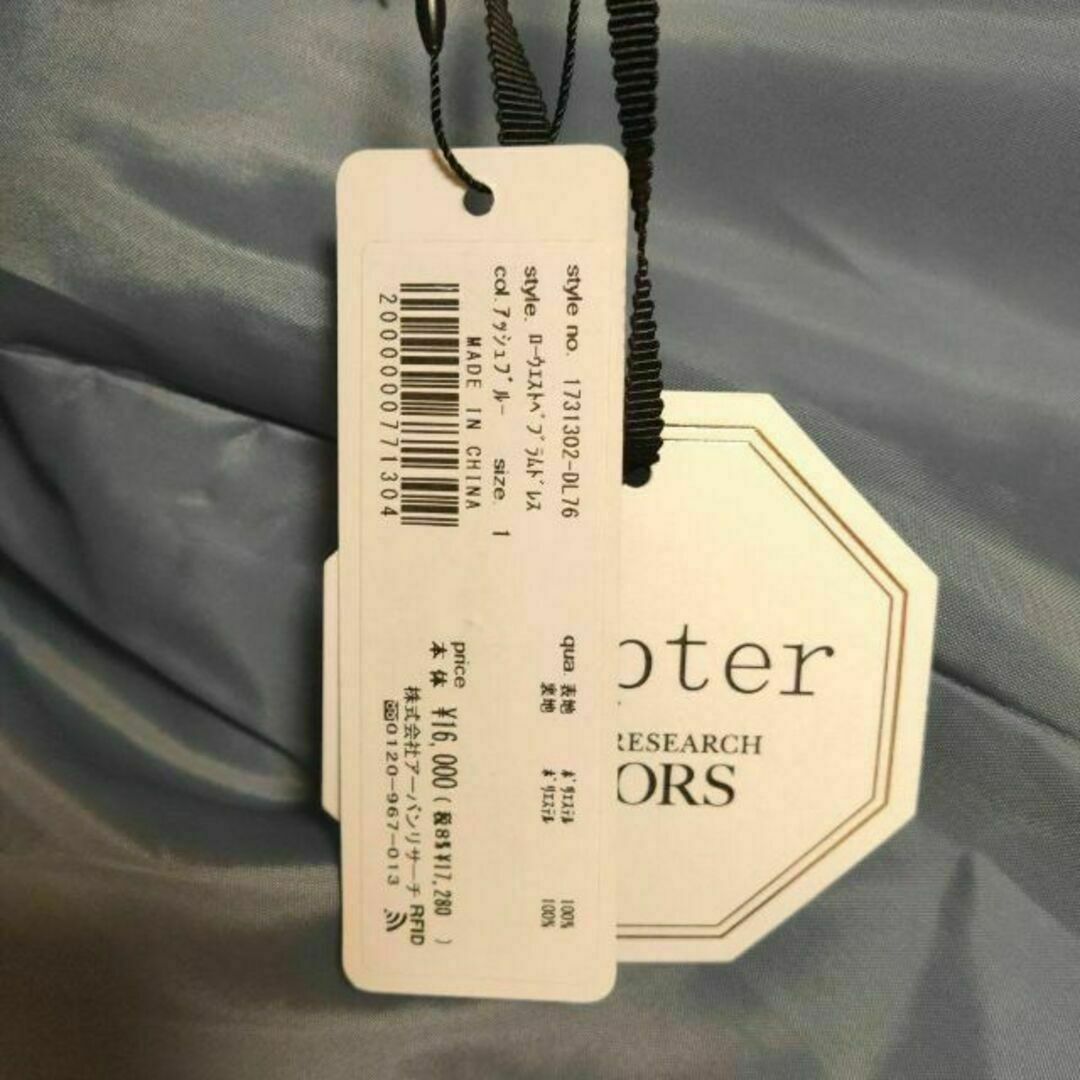 style no. 1731302-DL76
style. ﾛｰｳｴｽﾄﾍﾟﾌﾟﾗﾑﾄﾞﾚｽ
col.ｱｯｼｭﾌﾞﾙｰ size. 1
MADE IN CHINA
2000000771304
qua. 表地 ﾎﾟﾘｴｽﾃﾙ 100%
裏地 ﾎﾟﾘｴｽﾃﾙ 100%
price
本体 ¥16,000(税8%¥17,280 )
株式会社アーバンリサーチ RFID
0120-967-013
oter
RESEARCH
ORS